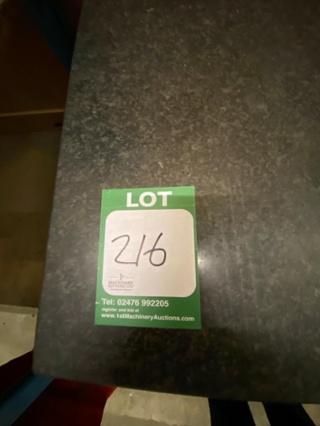 LOT
216
Tel: 02476 992205
register and bid at
www.1stMachineryAuctions.com